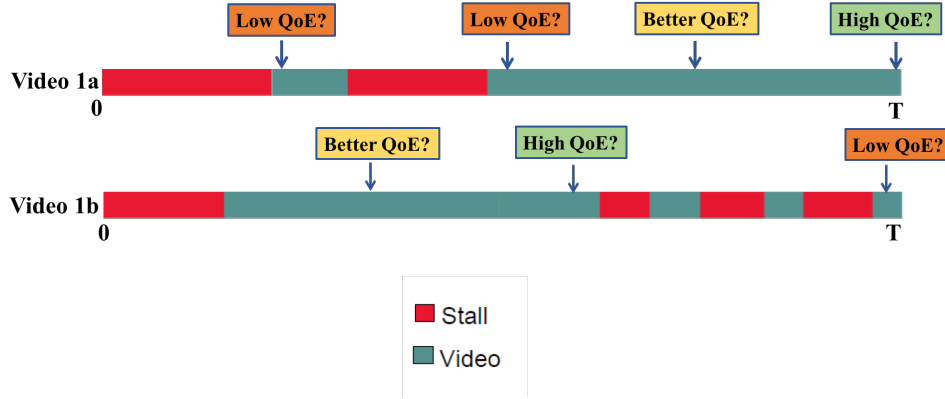 Low QoE?
Low QoE?
Better QoE?
High QoE?
Video 1a
0
T
Better QoE?
High QoE?
Low QoE?
Video 1b
0
T
Stall
Video